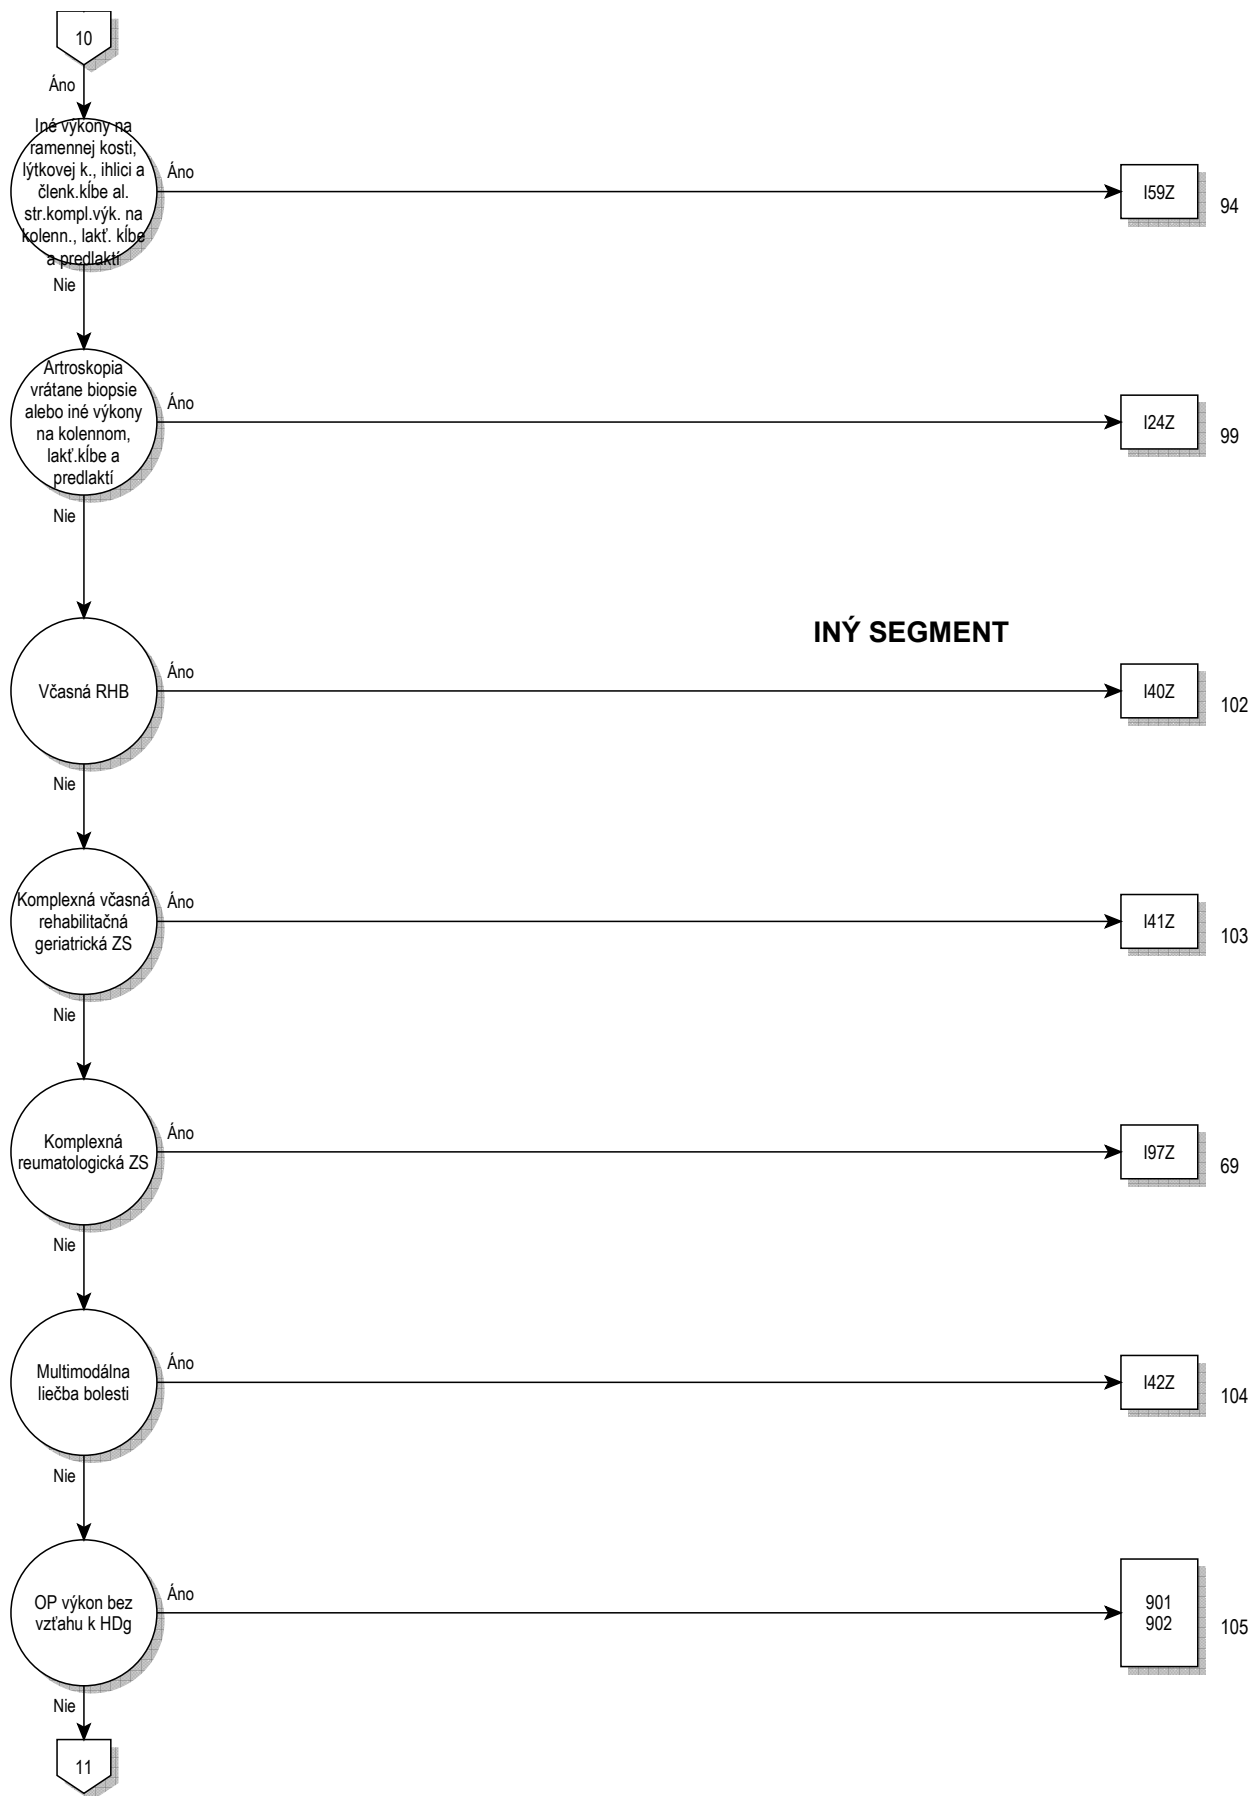 10
Áno
Iné výkony na
ramennej kosti,
lýtkovej k., ihlici a
členk.kĺbe al.
str.kompl.výk. na
kolenn., lakť. kĺbe
a predlaktí
Áno
I59Z
94
Nie
Artroskopia
vrátane biopsie
alebo iné výkony
na kolennom,
lakť.kĺbe a
predlaktí
Áno
I24Z
99
Nie
INÝ SEGMENT
Včasná RHB
Áno
I40Z
102
Nie
Komplexná včasná
rehabilitačná
geriatrická ZS
Áno
I41Z
103
Nie
Komplexná
reumatologická ZS
Áno
I97Z
69
Nie
Multimodálna
liečba bolesti
Áno
I42Z
104
Nie
OP výkon bez
vzťahu k HDg
Áno
901
902
105
Nie
11